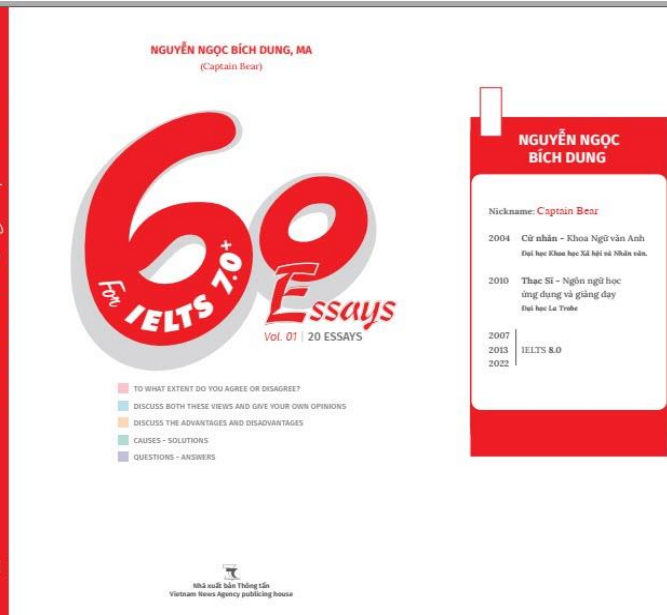 NGUYỄN NGỌC BÍCH DUNG, MA
(Captain Bear)
60
For IELTS 7.0+
Essays
Vol. 01 | 20 ESSAYS
TO WHAT EXTENT DO YOU AGREE OR DISAGREE?
DISCUSS BOTH THESE VIEWS AND GIVE YOUR OWN OPINIONS
DISCUSS THE ADVANTAGES AND DISADVANTAGES
CAUSES - SOLUTIONS
QUESTIONS - ANSWERS
Nhà xuất bản Thông tấn
Vietnam News Agency publicing house
NGUYỄN NGỌC
BÍCH DUNG
Nickname: Captain Bear
2004 Cử nhân - Khoa Ngữ văn Anh
Đại học Khoa học Xã hội và Nhân văn.
2010 Thạc Sĩ - Ngôn ngữ học
ứng dụng và giảng dạy
Đại học La Trobe
2007
2013 IELTS 8.0
2022